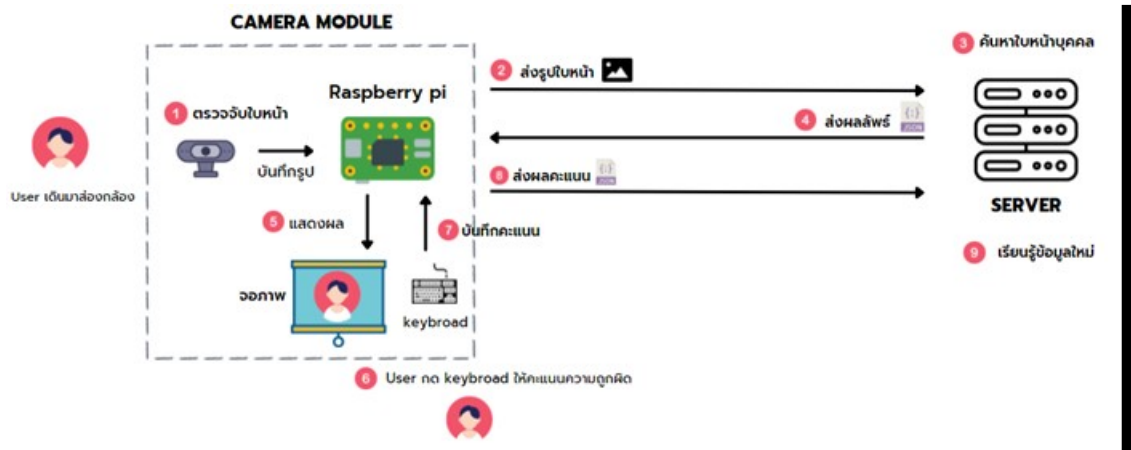 CAMERA MODULE
3 ค้นหาใบหน้าบุคคล
2 ส่งรูปใบหน้า
Raspberry pi
1 ตรวจจับใบหน้า
4 ส่งผลลัพธ์
{:}
JSON
บันทึกรูป
8 ส่งผลคะแนน
{:}
JSON
User เดินมาส่องกล้อง
SERVER
5 แสดงผล
7 บันทึกคะแนน
9 เรียนรู้ข้อมูลใหม่
จอภาพ
keybroad
6 User กด keybroad ให้คะแนนความถูกผิด